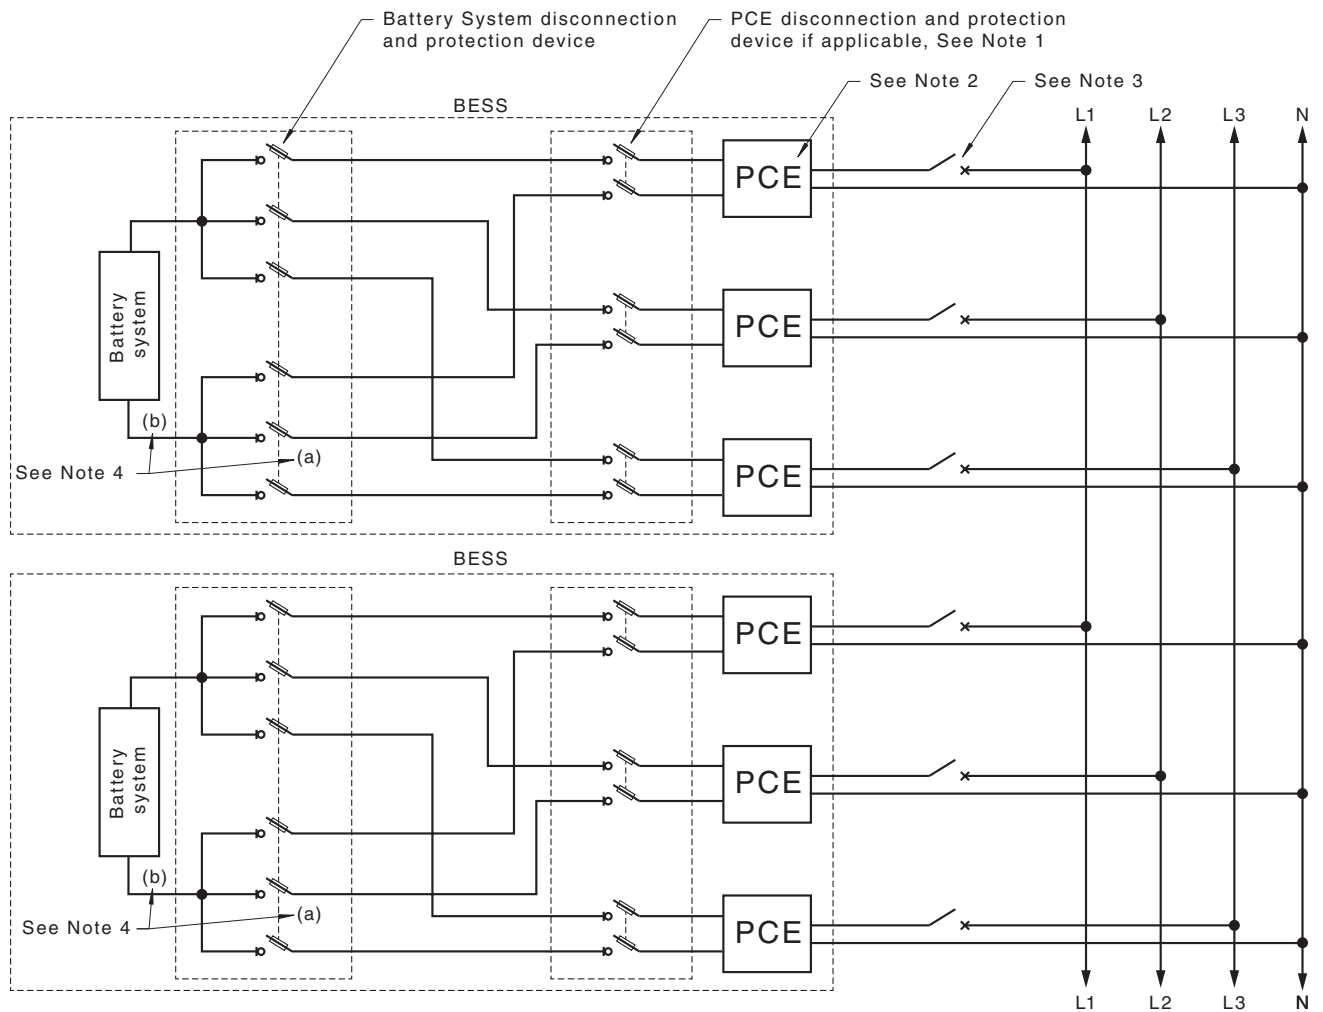 Battery System disconnection
and protection device
PCE disconnection and protection
device if applicable, See Note 1
See Note 2
See Note 3
BESS
L1
L2
L3
N
PCE
Battery
system
PCE
(b)
(a)
See Note 4
PCE
BESS
PCE
Battery
system
PCE
(b)
(a)
See Note 4
PCE
L1
L2
L3
N